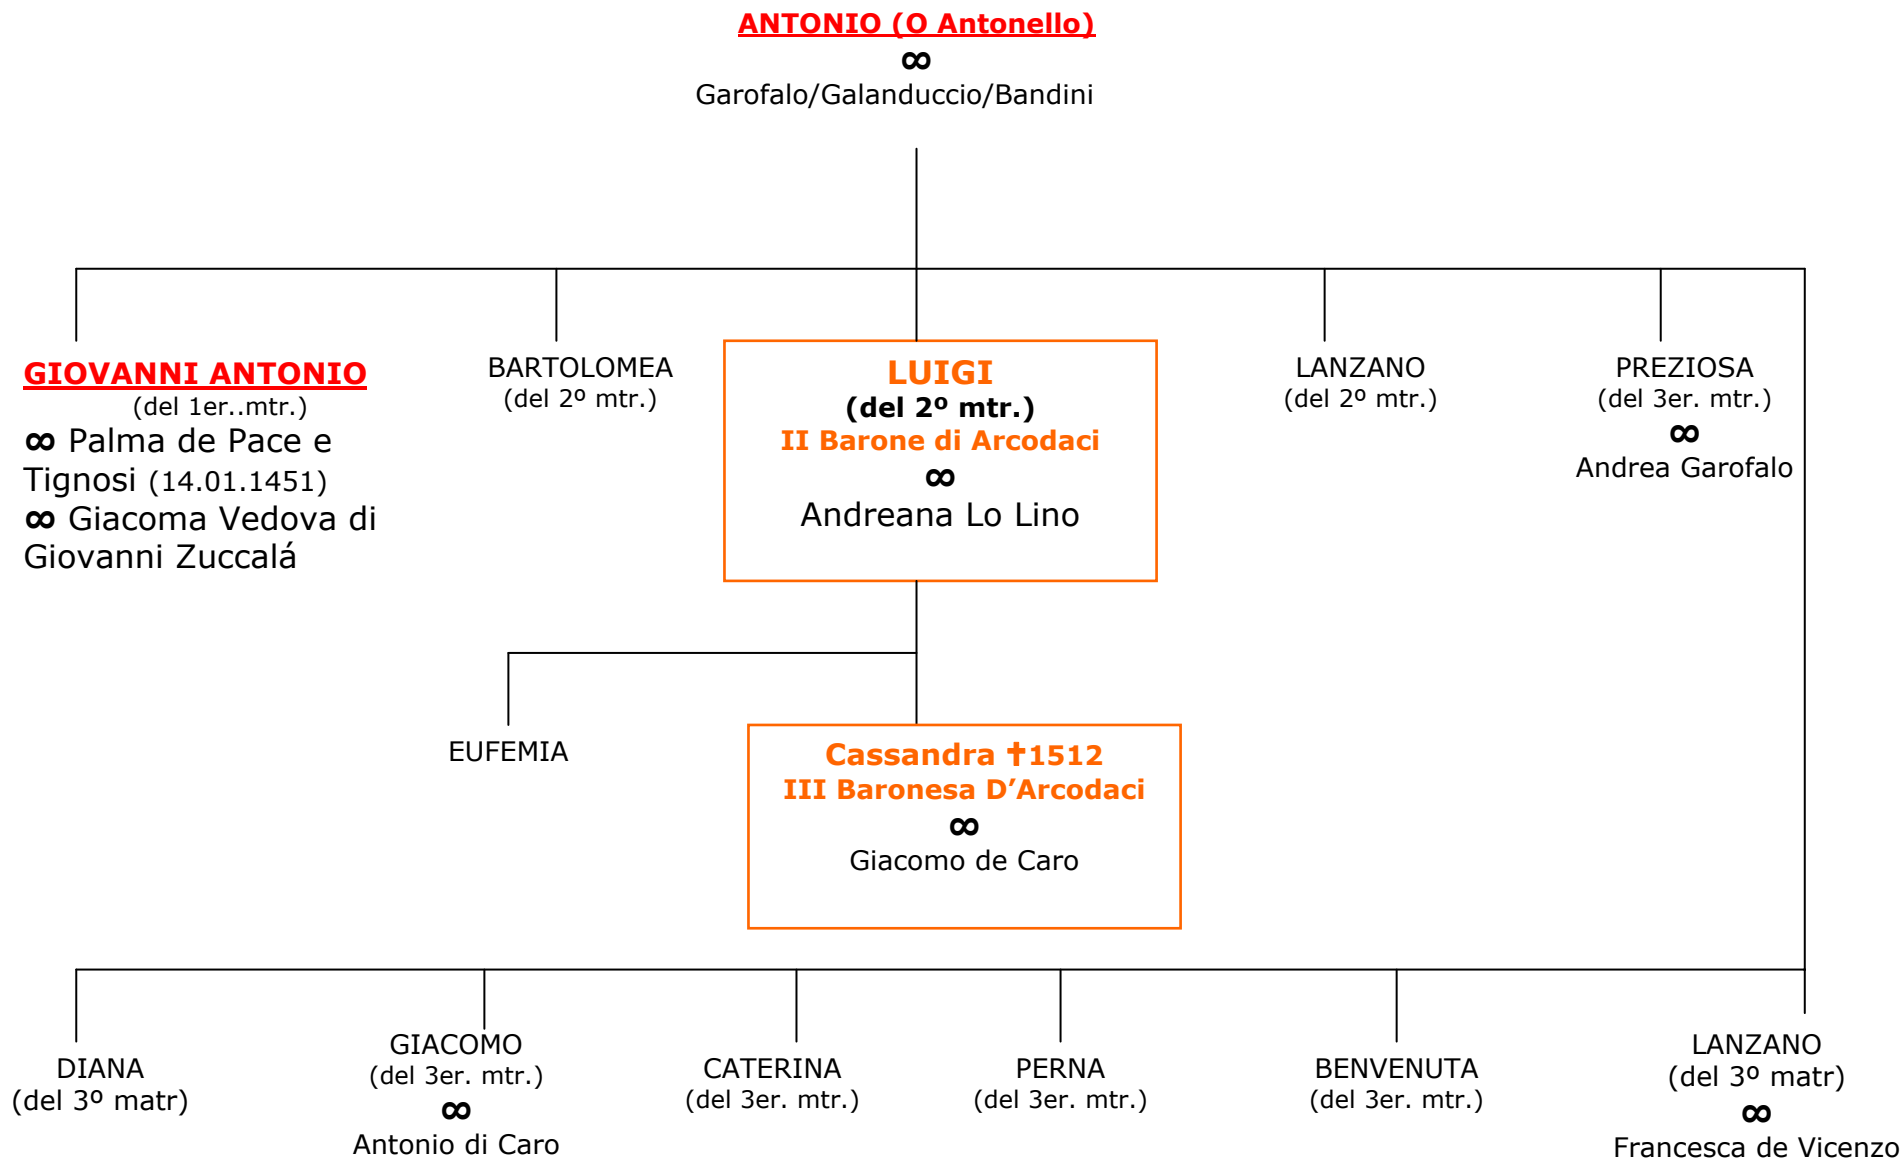 ANTONIO (O Antonello)
∞
Garofalo/Galanduccio/Bandini
GIOVANNI ANTONIO
(del 1er..mtr.)
∞ Palma de Pace e
Tignosi (14.01.1451)
∞ Giacoma Vedova di
Giovanni Zuccalá
BARTOLOMEA
(del 2º mtr.)
LUIGI
(del 2º mtr.)
II Barone di Arcodaci
∞
Andreana Lo Lino
LANZANO
(del 2º mtr.)
PREZIOSA
(del 3er. mtr.)
∞
Andrea Garofalo
EUFEMIA
Cassandra ✝1512
III Baronesa D’Arcodaci
∞
Giacomo de Caro
DIANA
(del 3º matr)
GIACOMO
(del 3er. mtr.)
∞
Antonio di Caro
CATERINA
(del 3er. mtr.)
PERNA
(del 3er. mtr.)
BENVENUTA
(del 3er. mtr.)
LANZANO
(del 3º matr)
∞
Francesca de Vicenzo